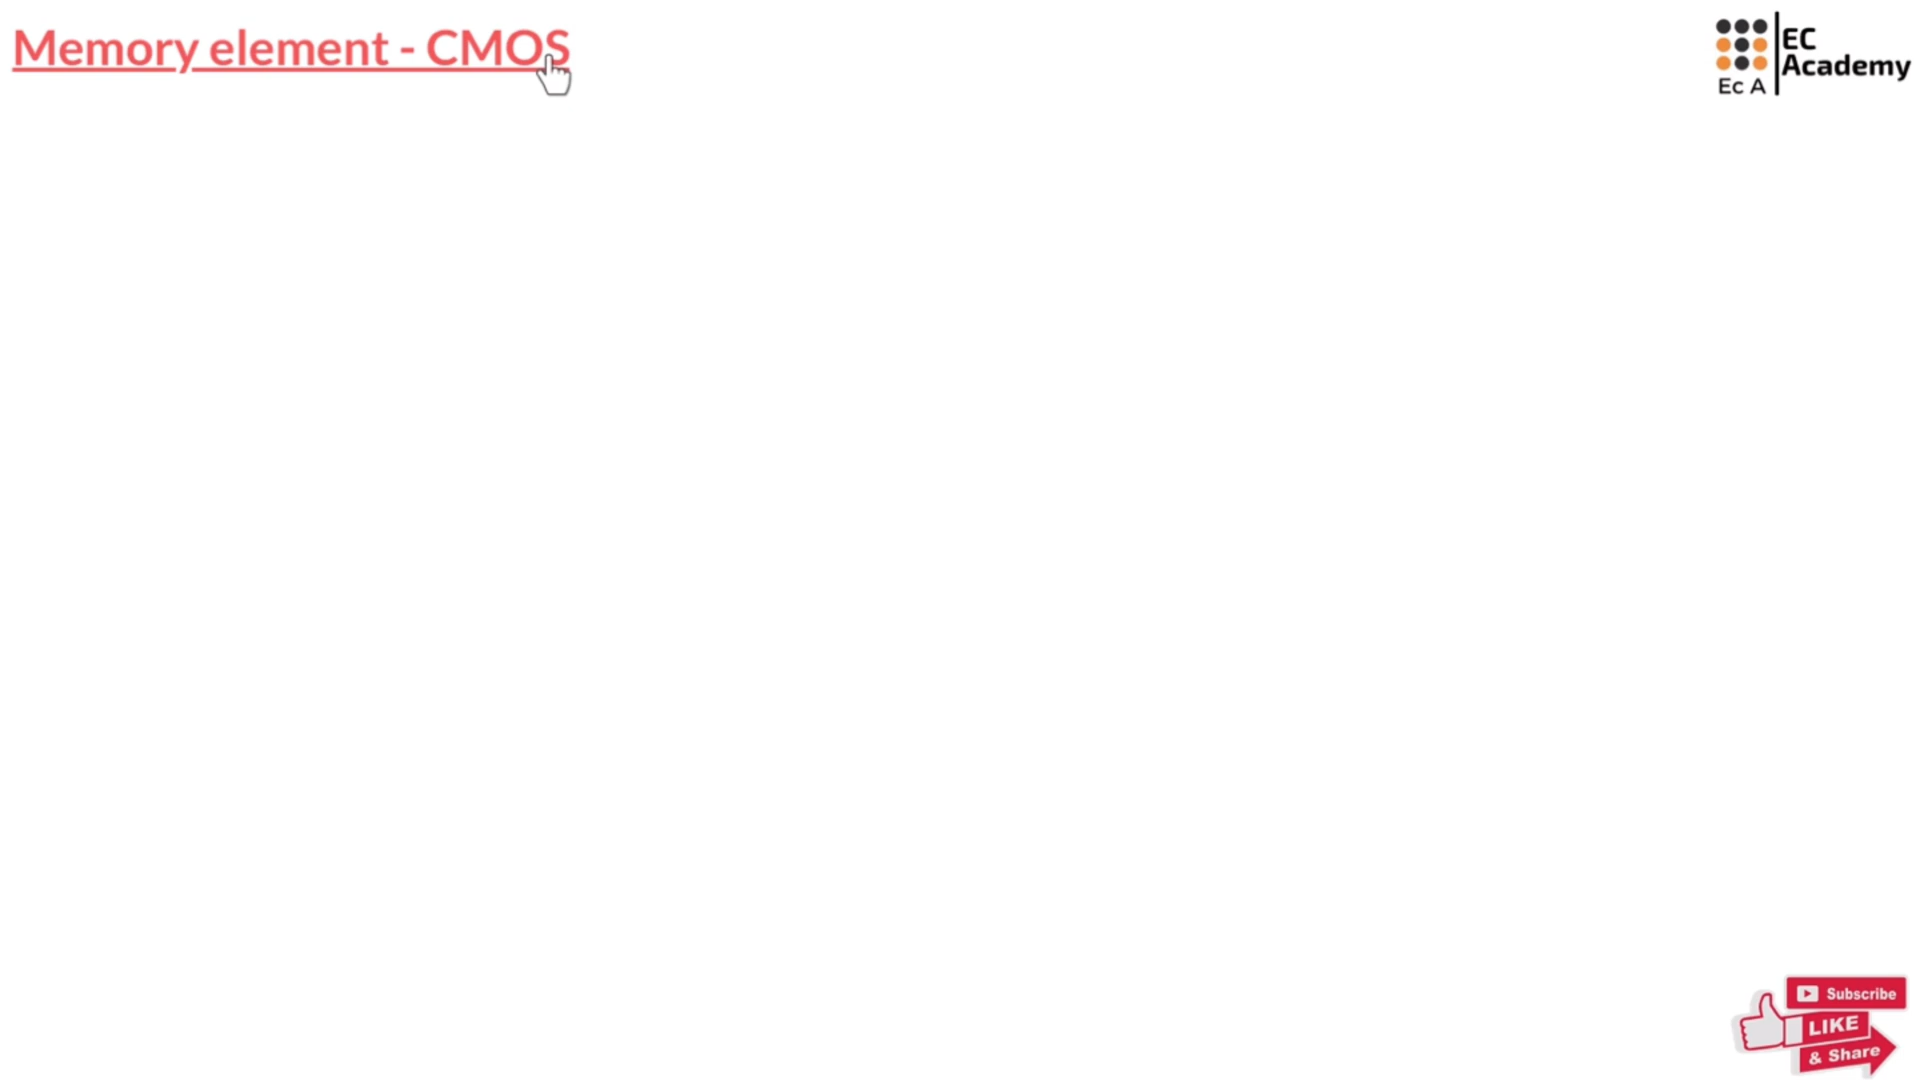 Memory element - CMOS
EC
Academy
Ec A
Subscribe
LIKE
& Share